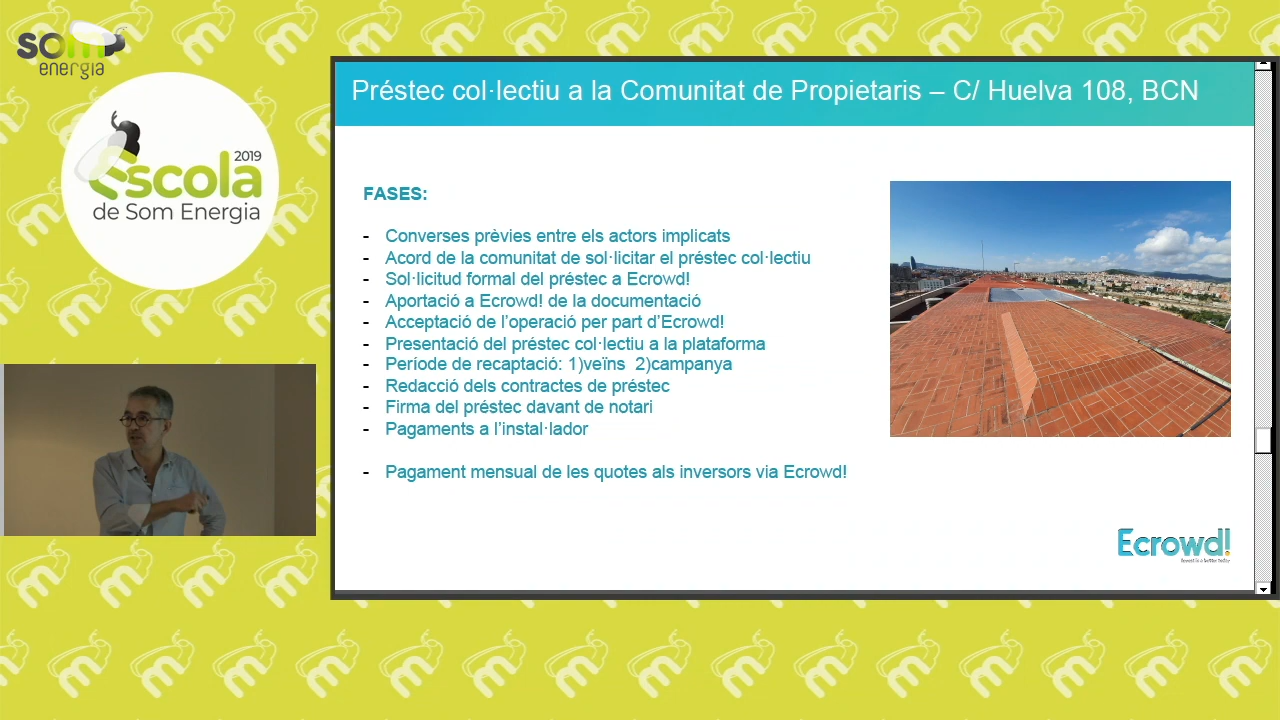 som
energia
2019
Escola
de Som Energia
Préstec col·lectiu a la Comunitat de Propietaris – C/ Huelva 108, BCN
FASES:
- Converses prèvies entre els actors implicats
- Acord de la comunitat de sol·licitar el préstec col·lectiu
- Sol·licitud formal del préstec a Ecrowd!
- Aportació a Ecrowd! de la documentació
- Acceptació de l'operació per part d'Ecrowd!
- Presentació del préstec col·lectiu a la plataforma
- Període de recaptació: 1)veïns 2)campanya
- Redacció dels contractes de préstec
- Firma del préstec davant de notari
- Pagaments a l'instal·lador
- Pagament mensual de les quotes als inversors via Ecrowd!
Ecrowd!